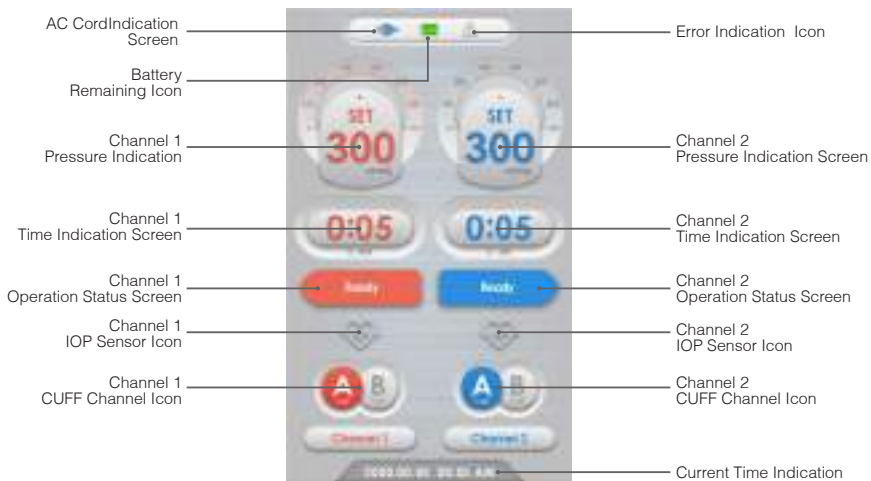 AC CordIndication
Screen
Battery
Remaining Icon
Channel 1
Pressure Indication
Channel 1
Time Indication Screen
Channel 1
Operation Status Screen
Channel 1
IOP Sensor Icon
Channel 1
CUFF Channel Icon
SET
300
0:05
Ready
A B
Channel 1
SET
300
0:05
Ready
A B
Channel 2
Error Indication Icon
Channel 2
Pressure Indication Screen
Channel 2
Time Indication Screen
Channel 2
Operation Status Screen
Channel 2
IOP Sensor Icon
Channel 2
CUFF Channel Icon
Current Time Indication